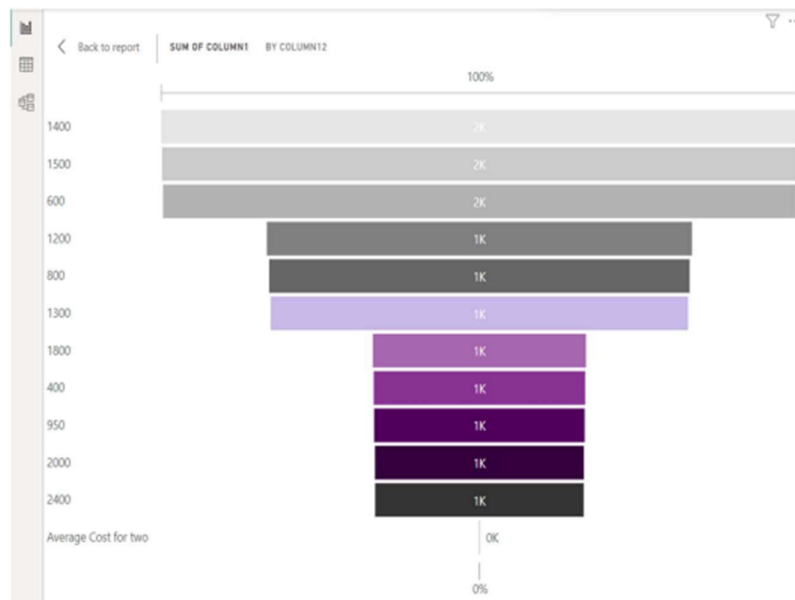 Back to report SUM OF COLUMN1 BY COLUMN12
100%
1400 2K
1500 2K
600 2K
1200 1K
800 1K
1300 1K
1800 1K
400 1K
950 1K
2000 1K
2400 1K
Average Cost for two 0K
0%